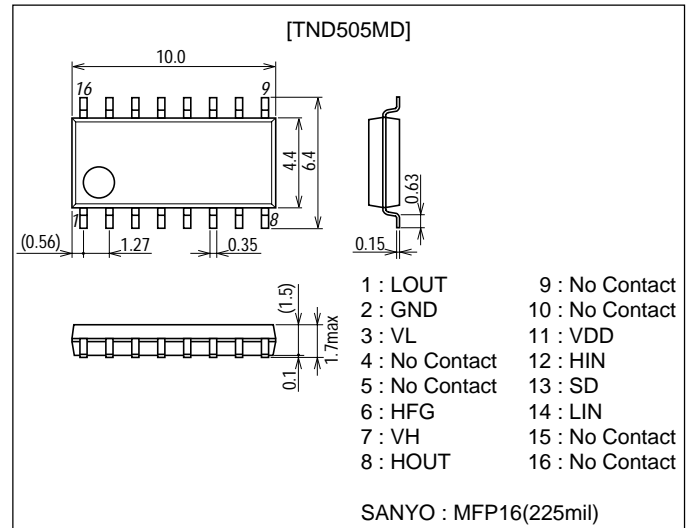 [TND505MD]
10.0
16 9
4.4
6.4
1 8
(0.56) 1.27 0.35
0.63
0.15
(1.5)
1.7max
0.1
1 : LOUT 9 : No Contact
2 : GND 10 : No Contact
3 : VL 11 : VDD
4 : No Contact 12 : HIN
5 : No Contact 13 : SD
6 : HFG 14 : LIN
7 : VH 15 : No Contact
8 : HOUT 16 : No Contact
SANYO : MFP16(225mil)